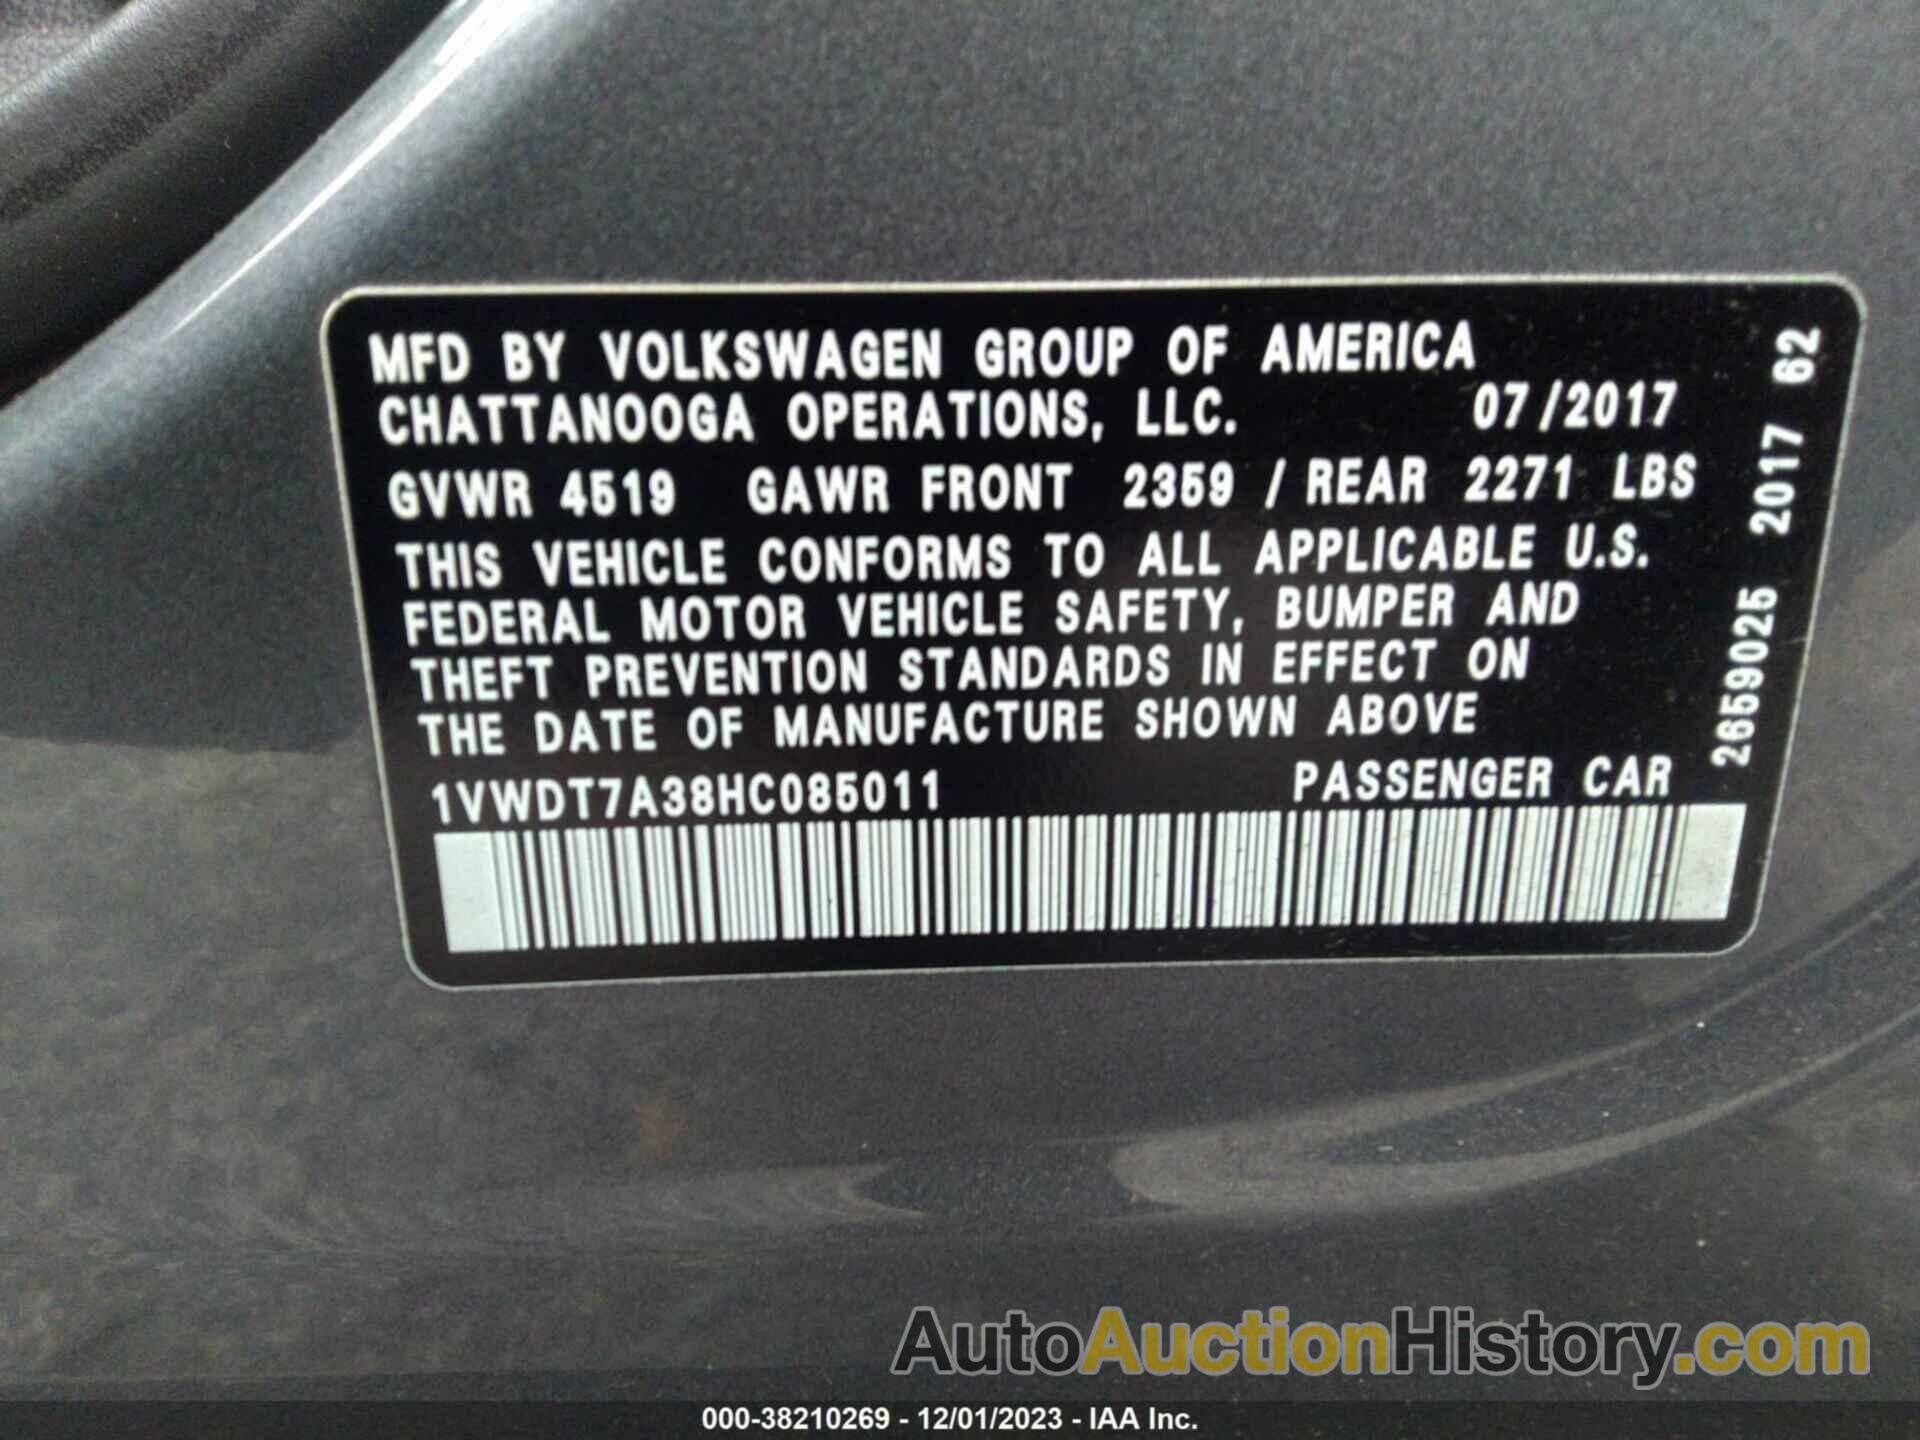 MFD BY VOLKSWAGEN GROUP OF AMERICA
CHATTANOOGA OPERATIONS, LLC. 07/2017
GVWR 4519 GAWR FRONT 2359 / REAR 2271 LBS
THIS VEHICLE CONFORMS TO ALL APPLICABLE U.S.
FEDERAL MOTOR VEHICLE SAFETY, BUMPER AND
THEFT PREVENTION STANDARDS IN EFFECT ON
THE DATE OF MANUFACTURE SHOWN ABOVE
1VWDT7A38HC085011 PASSENGER CAR
2659025 2017 62
AutoAuctionHistory.com
000-38210269 - 12/01/2023 - IAA Inc.